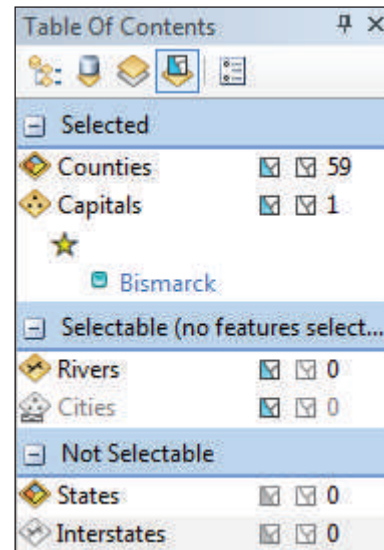 Table Of Contents
Selected
Counties 59
Capitals 1
Bismarck
Selectable (no features select...
Rivers 0
Cities 0
Not Selectable
States 0
Interstates 0